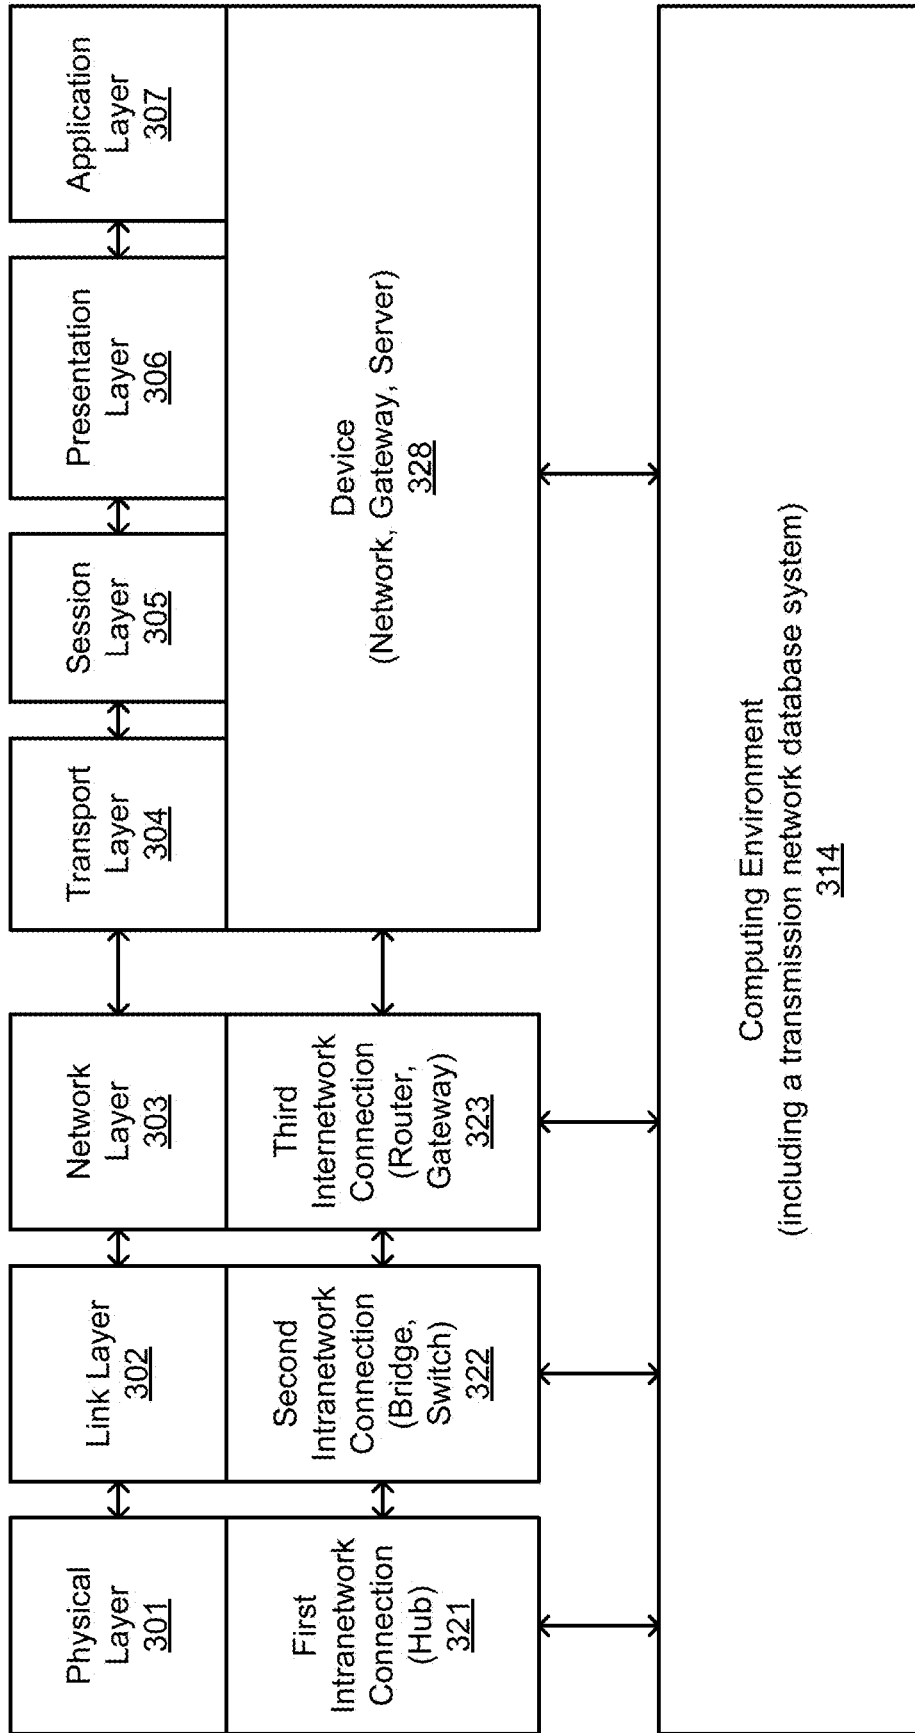 Physical
Layer
301
Link Layer
302
Network
Layer
303
Transport
Layer
304
Session
Layer
305
Presentation
Layer
306
Application
Layer
307
First
Intranetwork
Connection
(Hub)
321
Second
Intranetwork
Connection
(Bridge,
Switch)
322
Third
Internetwork
Connection
(Router,
Gateway)
323
Device
(Network, Gateway, Server)
328
Computing Environment
(including a transmission network database system)
314